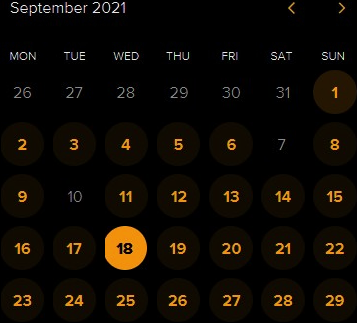 September 2021
MON TUE WED THU FRI SAT SUN
26 27 28 29 30 31 1
2 3 4 5 6 7 8
9 10 11 12 13 14 15
16 17 18 19 20 21 22
23 24 25 26 27 28 29